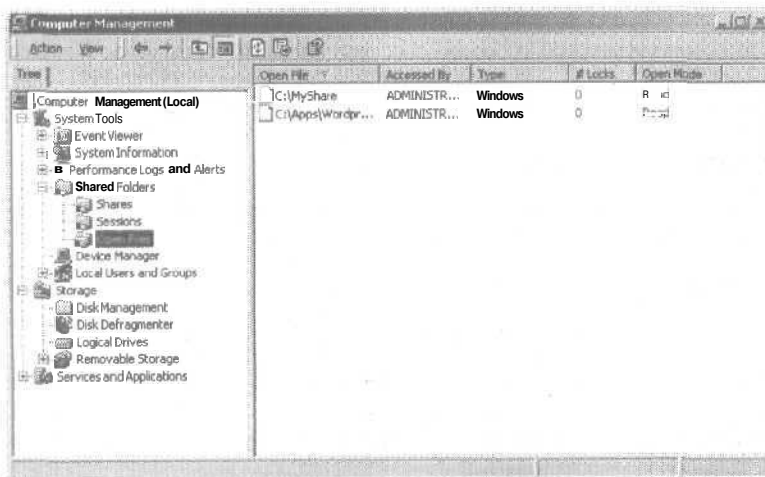 Computer Management
Action View
Tree
Open File Accessed By Type # Locks Open Mode
Computer Management (Local)
System Tools
Event Viewer
System Information
B Performance Logs and Alerts
Shared Folders
Shares
Sessions
Device Manager
Local Users and Groups
Storage
Disk Management
Disk Defragmenter
Logical Drives
Removable Storage
Services and Applications
C:\MyShare ADMINISTR... Windows 0
C:\Apps\Wordpr... ADMINISTR... Windows 0